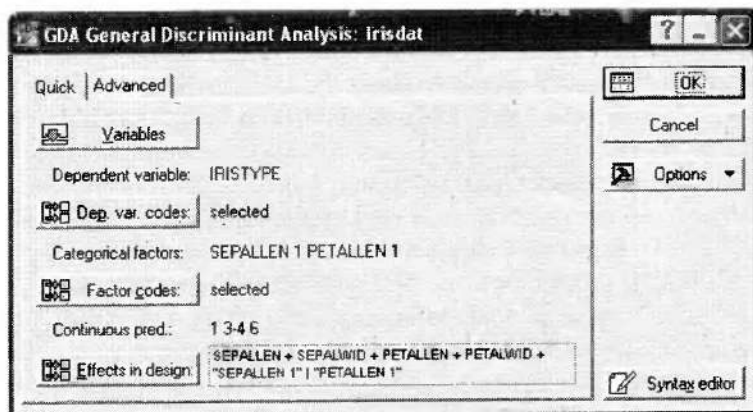 GDA General Discriminant Analysis: Irisdat
?
Quick
Advanced
OK
Variables
Cancel
Dependent variable: IRISTYPE
Options
Dep. var. codes: selected
Categorical factors: SEPALLEN 1 PETALLEN 1
Factor codes: selected
Continuous pred.: 1 3-4 6
Effects in design: SEPALLEN + SEPALWID + PETALLEN + PETALWID +
"SEPALLEN 1" | "PETALLEN 1"
Syntax editor